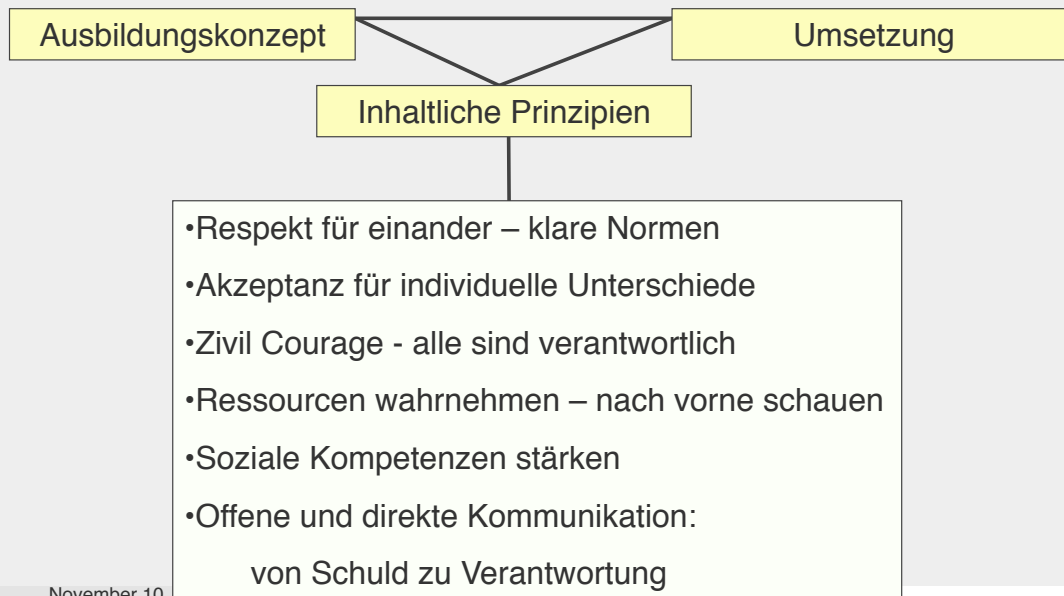 Ausbildungskonzept
Umsetzung
Inhaltliche Prinzipien
•Respekt für einander – klare Normen
•Akzeptanz für individuelle Unterschiede
•Zivil Courage - alle sind verantwortlich
•Ressourcen wahrnehmen – nach vorne schauen
•Soziale Kompetenzen stärken
•Offene und direkte Kommunikation:
von Schuld zu Verantwortung
November 10